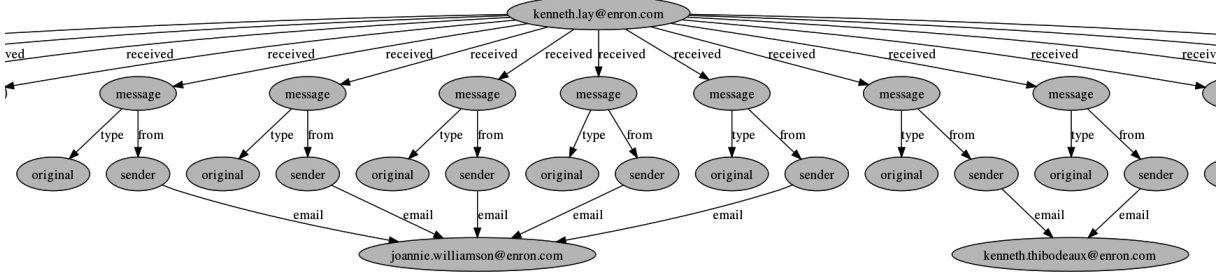 kenneth.lay@enron.com
ved received received received received received received received received receiv
message message message message message message message
type from type from type from type from type from type from type from
original sender original sender original sender original sender original sender original sender original sender
email email email email email email email
joannie.williamson@enron.com kenneth.thibodeaux@enron.com